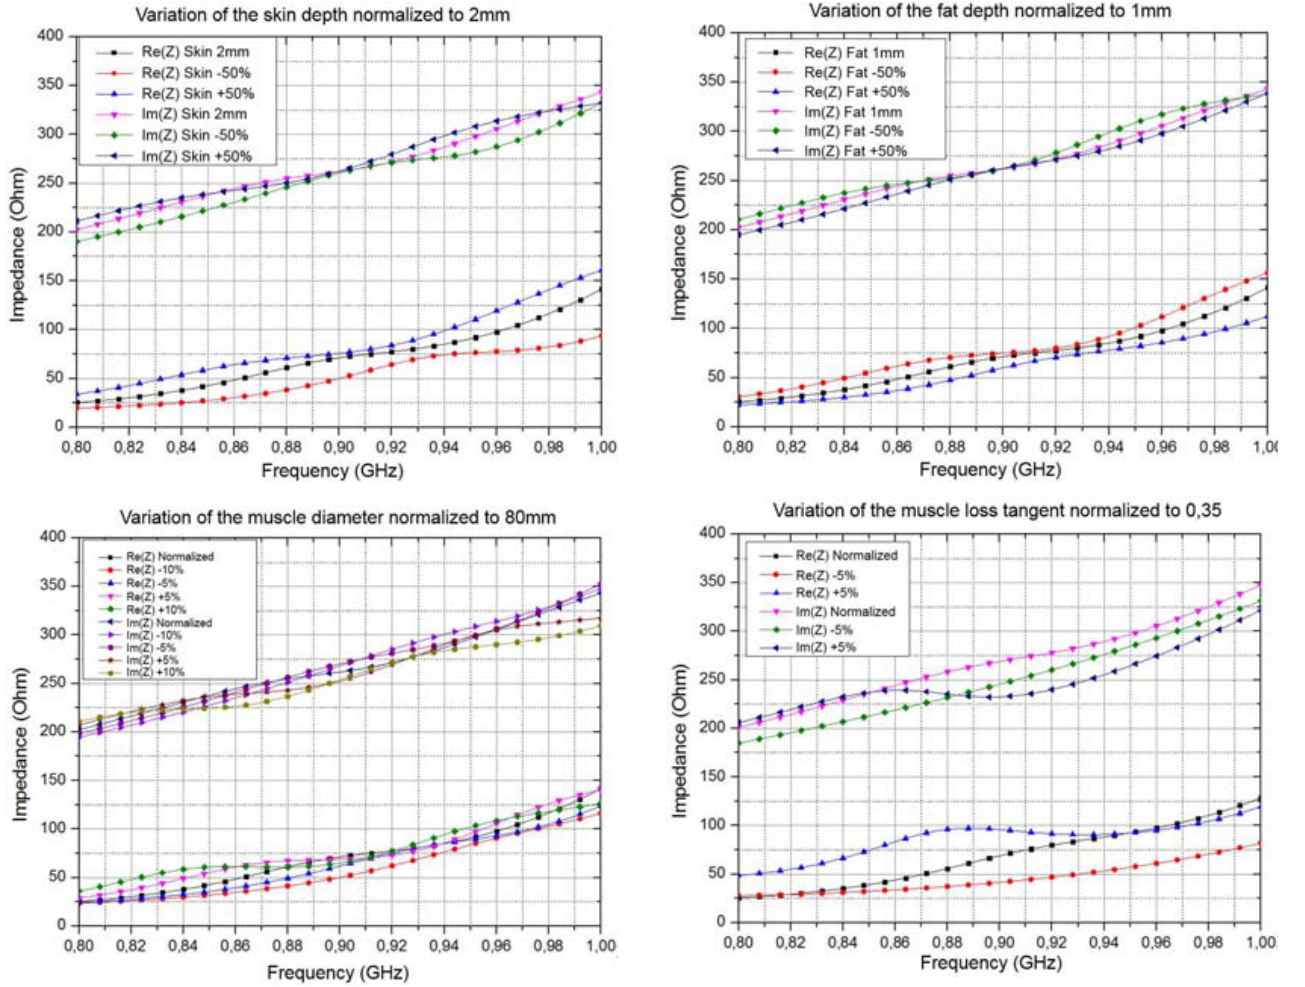 Variation of the skin depth normalized to 2mm
400
350
300
250
200
150
100
50
0
Impedance (Ohm)
Re(Z) Skin 2mm
Re(Z) Skin -50%
Re(Z) Skin +50%
Im(Z) Skin 2mm
Im(Z) Skin -50%
Im(Z) Skin +50%
0,80 0,82 0,84 0,86 0,88 0,90 0,92 0,94 0,96 0,98 1,00
Frequency (GHz)
Variation of the fat depth normalized to 1mm
400
350
300
250
200
150
100
50
0
Impedance (Ohm)
Re(Z) Fat 1mm
Re(Z) Fat -50%
Re(Z) Fat +50%
Im(Z) Fat 1mm
Im(Z) Fat -50%
Im(Z) Fat +50%
0,80 0,82 0,84 0,86 0,88 0,90 0,92 0,94 0,96 0,98 1,00
Frequency (GHz)
Variation of the muscle diameter normalized to 80mm
400
350
300
250
200
150
100
50
0
Impedance (Ohm)
Re(Z) Normalized
Re(Z) -10%
Re(Z) -5%
Re(Z) +5%
Re(Z) +10%
Im(Z) Normalized
Im(Z) -10%
Im(Z) -5%
Im(Z) +5%
Im(Z) +10%
0,80 0,82 0,84 0,86 0,88 0,90 0,92 0,94 0,96 0,98 1,00
Frequency (GHz)
Variation of the muscle loss tangent normalized to 0,35
400
350
300
250
200
150
100
50
0
Impedance (Ohm)
Re(Z) Normalized
Re(Z) -5%
Re(Z) +5%
Im(Z) Normalized
Im(Z) -5%
Im(Z) +5%
0,80 0,82 0,84 0,86 0,88 0,90 0,92 0,94 0,96 0,98 1,00
Frequency (GHz)